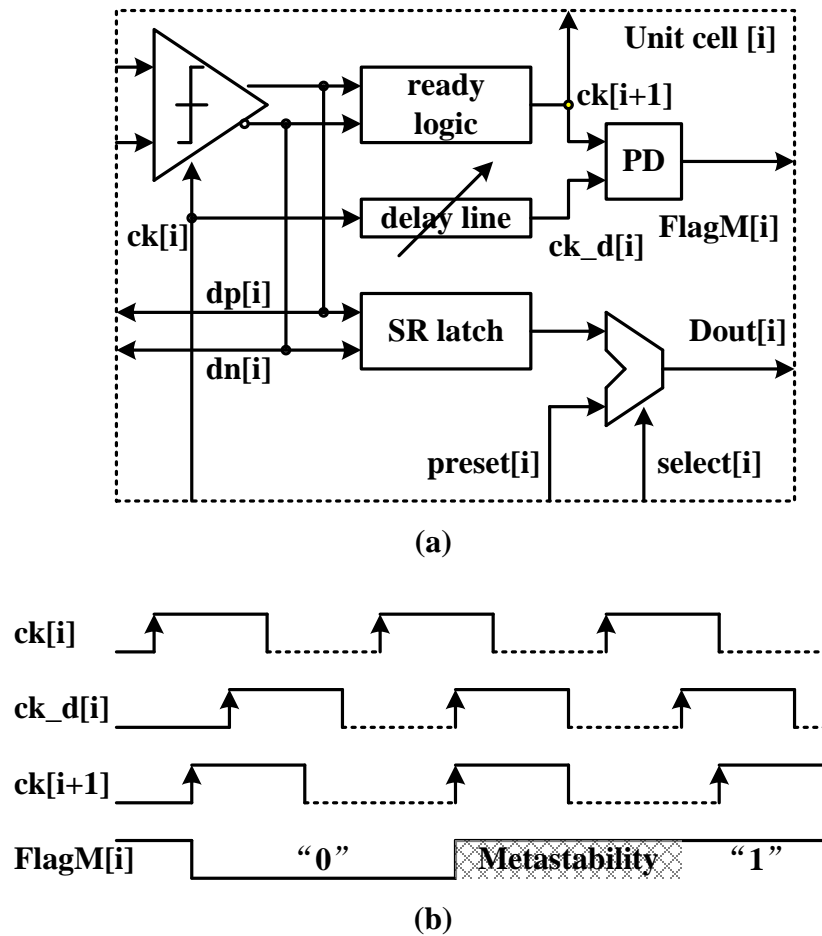 Unit cell [i]
ready
logic
ck[i+1]
PD
delay line
ck[i]
ck_d[i]
FlagM[i]
dp[i]
SR latch
Dout[i]
dn[i]
preset[i]
select[i]
(a)
ck[i]
ck_d[i]
ck[i+1]
FlagM[i]
“0”
Metastability
“1”
(b)